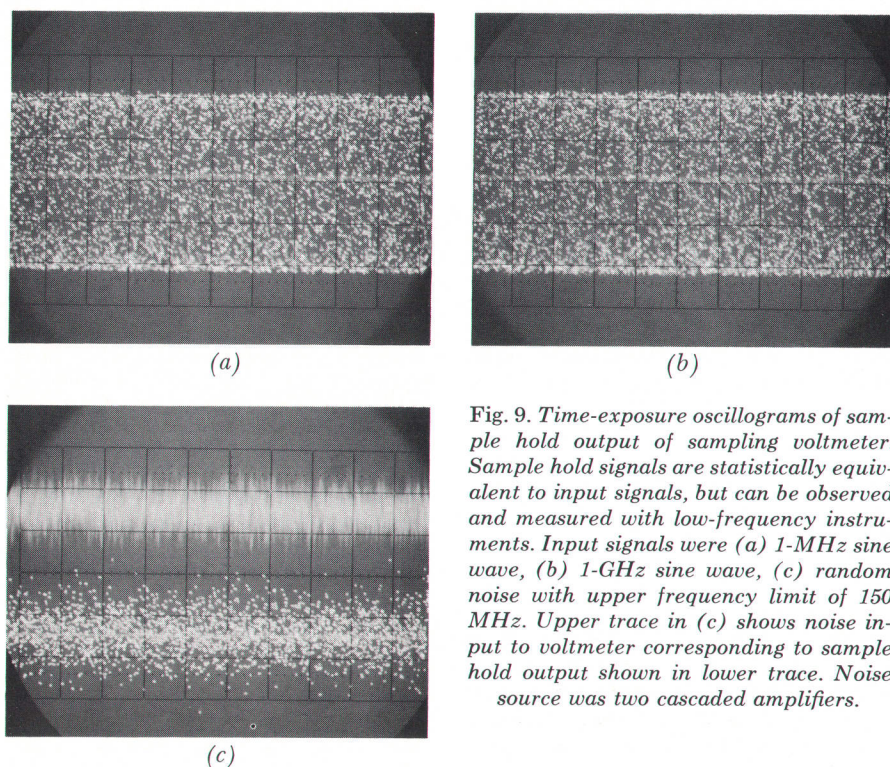 (a)
(b)
Fig. 9. Time-exposure oscillograms of sam-
ple hold output of sampling voltmeter.
Sample hold signals are statistically equiv-
alent to input signals, but can be observed
and measured with low-frequency instru-
ments. Input signals were (a) 1-MHz sine
wave, (b) 1-GHz sine wave, (c) random
noise with upper frequency limit of 150
MHz. Upper trace in (c) shows noise in-
put to voltmeter corresponding to sample
hold output shown in lower trace. Noise
source was two cascaded amplifiers.
(c)